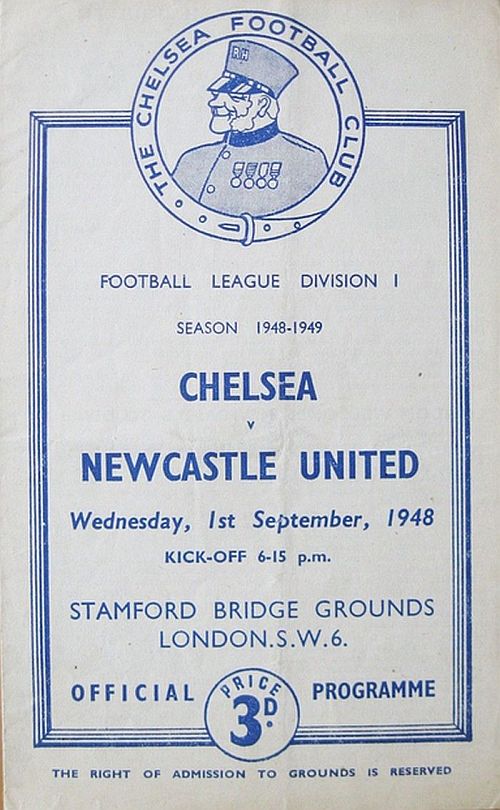 THE CHELSEA FOOTBALL CLUB
RH
FOOTBALL LEAGUE DIVISION I
SEASON 1948-1949
CHELSEA
v
NEWCASTLE UNITED
Wednesday, 1st September, 1948
KICK-OFF 6-15 p.m.
STAMFORD BRIDGE GROUNDS
LONDON.S.W.6.
OFFICIAL PROGRAMME
PRICE
3D.
THE RIGHT OF ADMISSION TO GROUNDS IS RESERVED